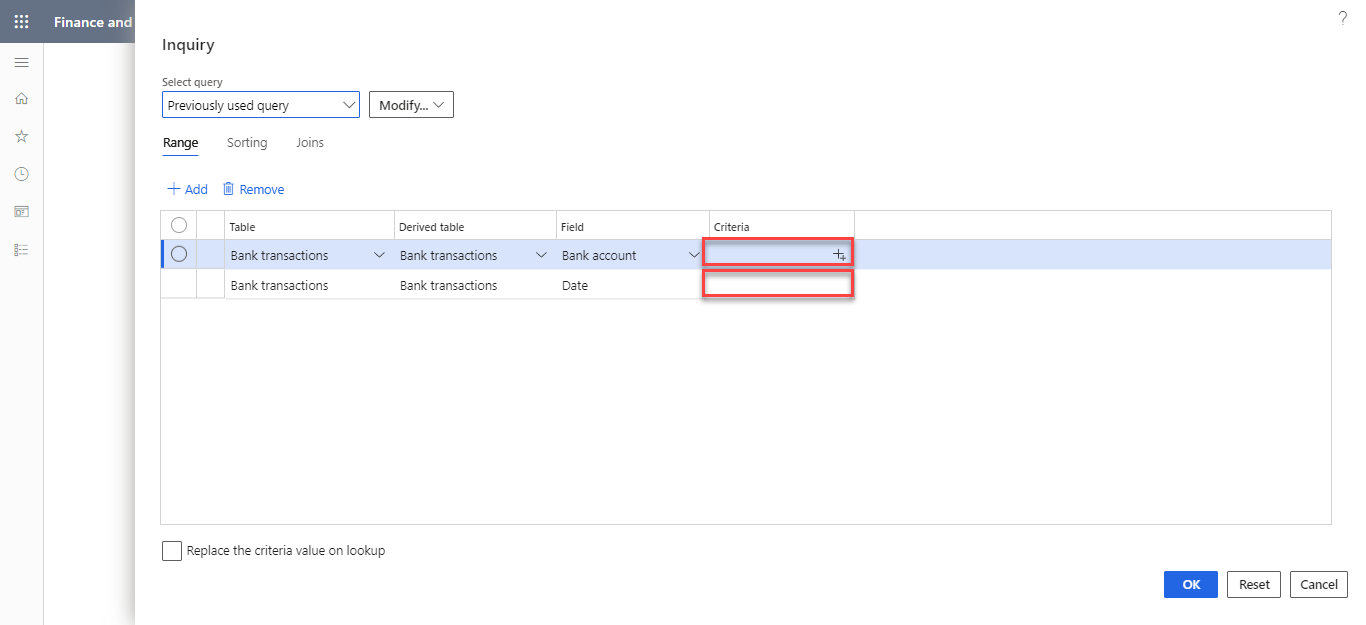 Finance and
?
Inquiry
Select query
Previously used query
Modify...
Range Sorting Joins
Add Remove
Table Derived table Field Criteria
Bank transactions Bank transactions Bank account
Bank transactions Bank transactions Date
Replace the criteria value on lookup
OK Reset Cancel